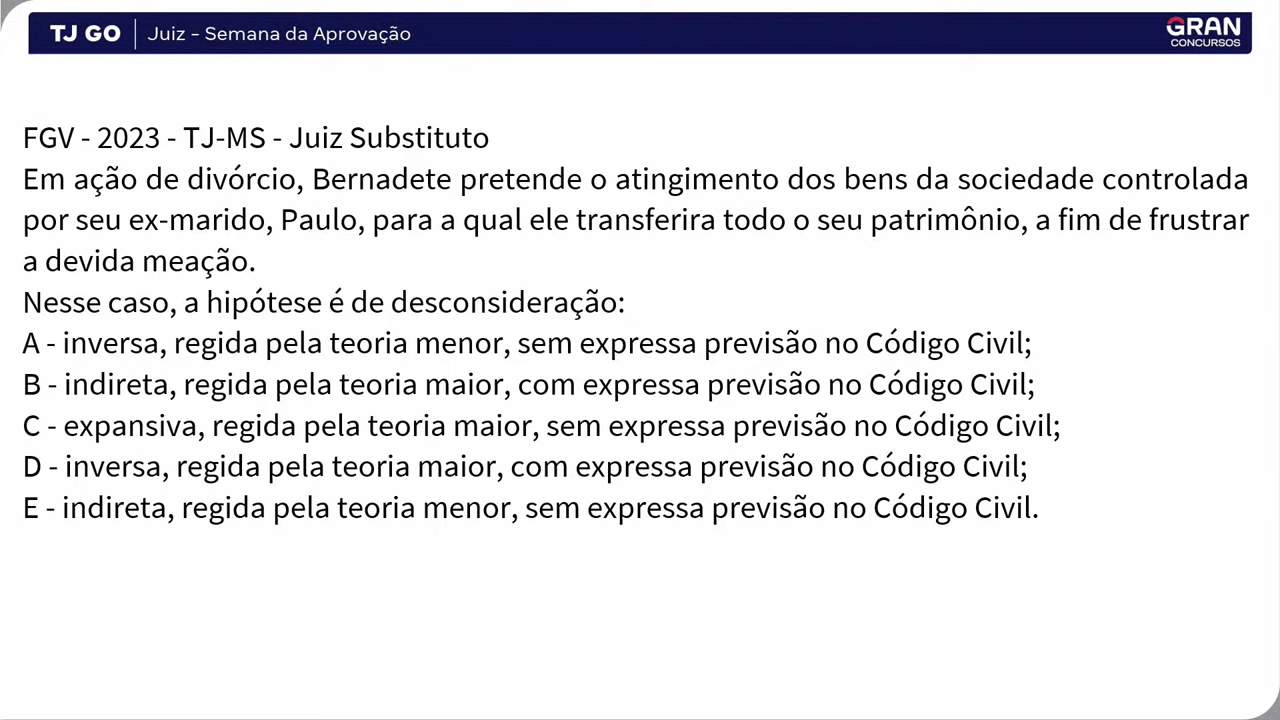 TJ GO | Juiz – Semana da Aprovação
GRAN
CONCURSOS
FGV - 2023 - TJ-MS - Juiz Substituto
Em ação de divórcio, Bernadete pretende o atingimento dos bens da sociedade controlada
por seu ex-marido, Paulo, para a qual ele transferira todo o seu patrimônio, a fim de frustrar
a devida meação.
Nesse caso, a hipótese é de desconsideração:
A - inversa, regida pela teoria menor, sem expressa previsão no Código Civil;
B - indireta, regida pela teoria maior, com expressa previsão no Código Civil;
C - expansiva, regida pela teoria maior, sem expressa previsão no Código Civil;
D - inversa, regida pela teoria maior, com expressa previsão no Código Civil;
E - indireta, regida pela teoria menor, sem expressa previsão no Código Civil.